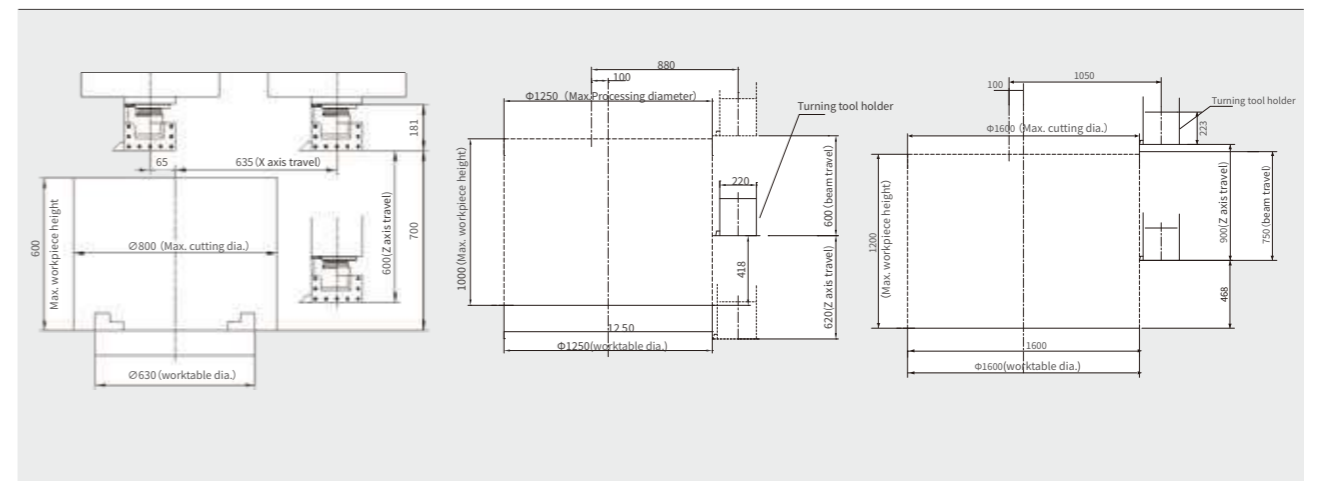 181
65
635(X axis travel)
600
Max. workpiece height
Ø800 (Max. cutting dia.)
600(Z axis travel)
700
Ø630(worktable dia.)
880
100
Φ1250 (Max.Processing diameter)
Turning tool holder
1000(Max. workpiece height)
220
600(beam travel)
418
620(Z axis travel)
1250
Φ1250(worktable dia.)
1050
100
Turning tool holder
223
Φ1600 (Max. cutting dia.)
1200
(Max. workpiece height)
900(Z axis travel)
750(beam travel)
468
1600
Φ1600(worktable dia.)